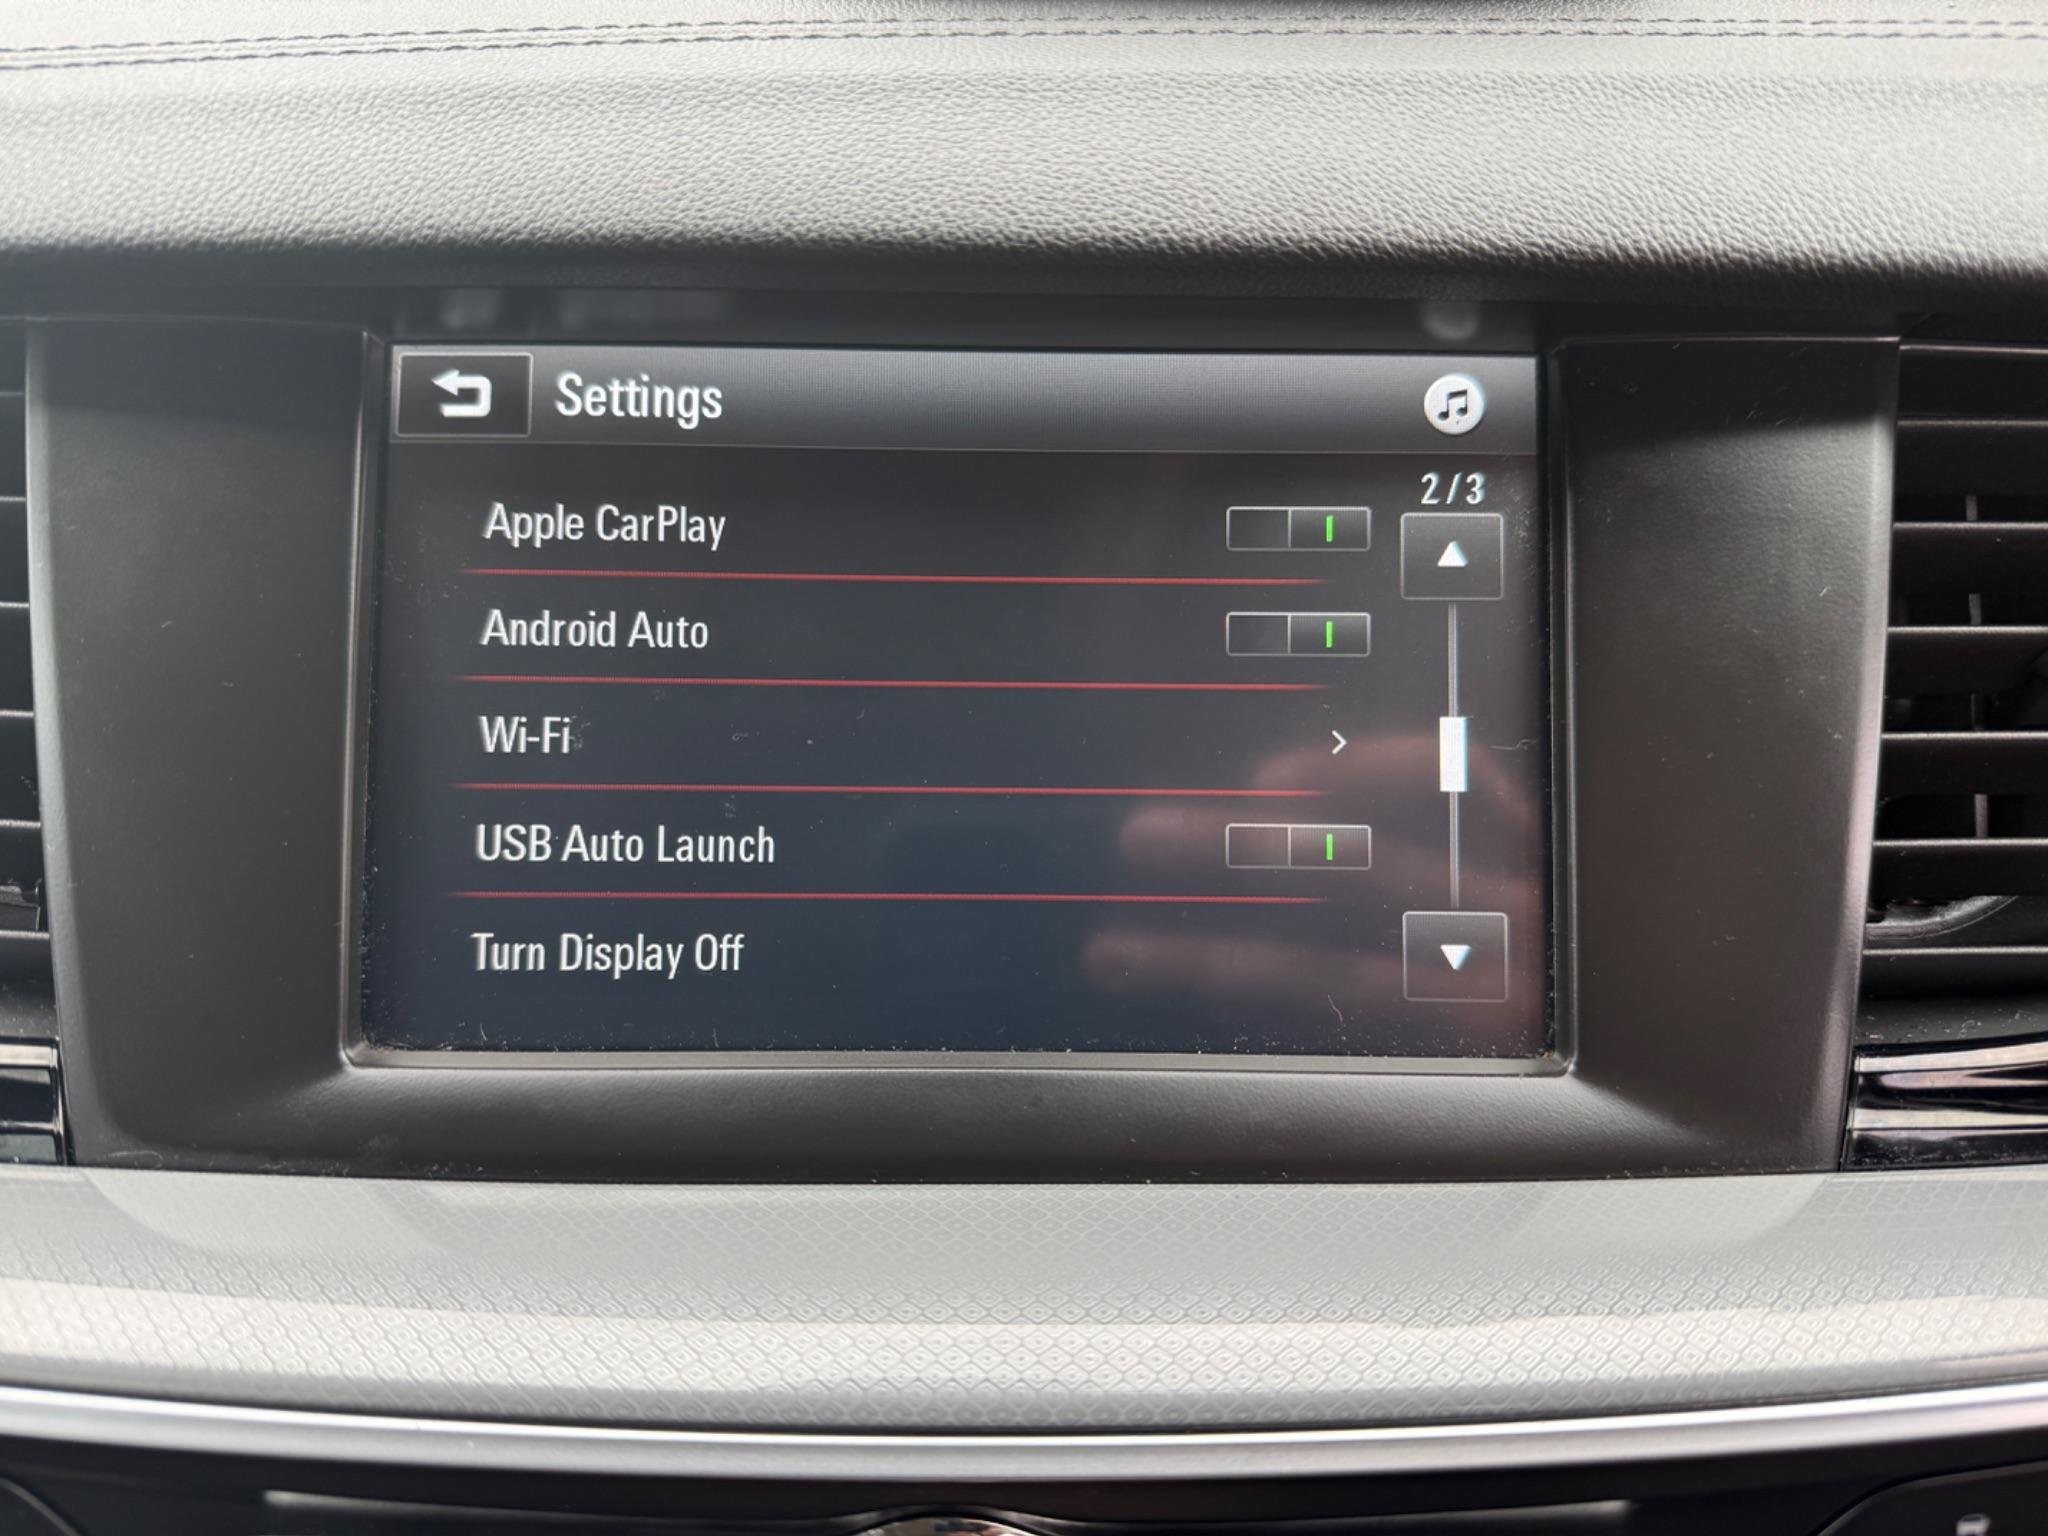 Settings
2/3
Apple CarPlay
Android Auto
Wi-Fi
USB Auto Launch
Turn Display Off